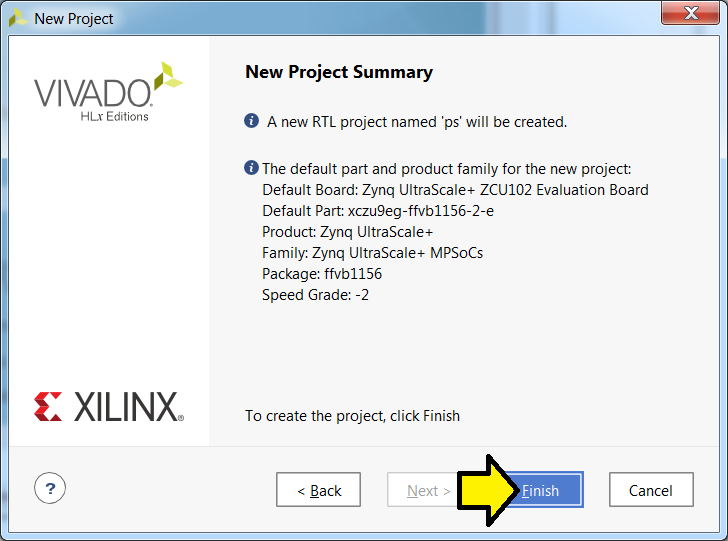 New Project
VIVADO
HLx Editions
New Project Summary
A new RTL project named 'ps' will be created.
The default part and product family for the new project:
Default Board: Zynq UltraScale+ ZCU102 Evaluation Board
Default Part: xczu9eg-ffvb1156-2-e
Product: Zynq UltraScale+
Family: Zynq UltraScale+ MPSoCs
Package: ffvb1156
Speed Grade: -2
XILINX®
To create the project, click Finish
?
< Back
Next >
Finish
Cancel